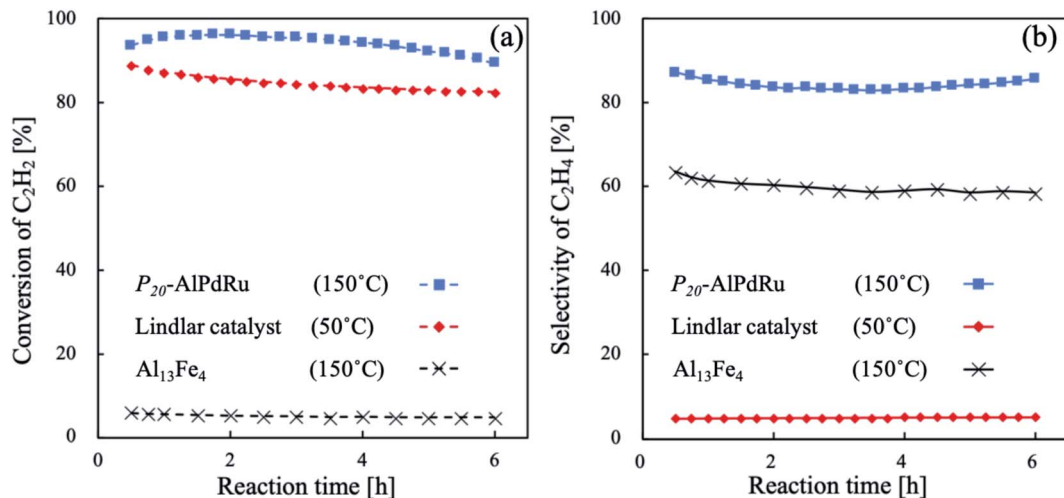 (a)
Conversion of C₂H₂ [%]
100
80
60
40
20
0
P₂₀-AlPdRu (150˚C)
Lindlar catalyst (50˚C)
Al₁₃Fe₄ (150˚C)
0 2 4 6
Reaction time [h]
(b)
Selectivity of C₂H₄ [%]
100
80
60
40
20
0
P₂₀-AlPdRu (150˚C)
Lindlar catalyst (50˚C)
Al₁₃Fe₄ (150˚C)
0 2 4 6
Reaction time [h]